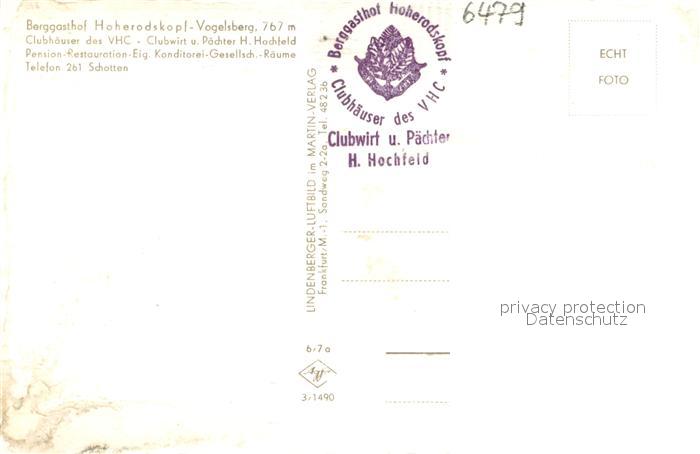 Berggasthof Hoherodskopf-Vogelsberg, 767 m
Clubhäuser des VHC - Clubwirt u. Pächter H. Hochfeld
Pension-Restauration-Eig. Konditorei-Gesellsch.-Räume
Telefon 261 Schotten
LINDENBERGER-LUFTBILD im MARTIN-VERLAG
Frankfurt/M.-1, Sandweg 2-2a, Tel. 48236
6/7a
Agfa
3/1490
6479
* Berggasthof Hoherodskopf *
Clubhäuser des VHC
Clubwirt u. Pächter
H. Hochfeld
ECHT
FOTO
privacy protection
Datenschutz